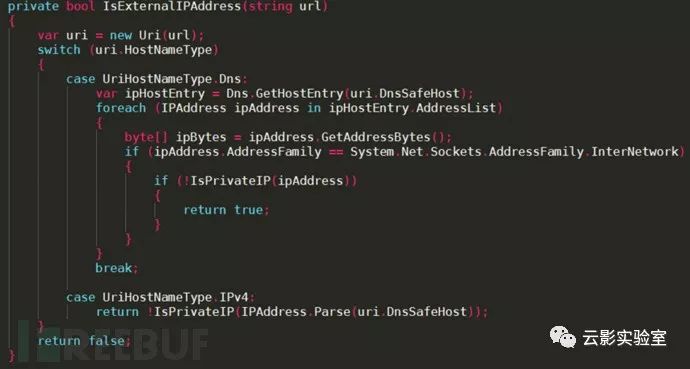 private bool IsExternalIPAddress(string url)
{
var uri = new Uri(url);
switch (uri.HostNameType)
{
case UriHostNameType.Dns:
var ipHostEntry = Dns.GetHostEntry(uri.DnsSafeHost);
foreach (IPAddress ipAddress in ipHostEntry.AddressList)
{
byte[] ipBytes = ipAddress.GetAddressBytes();
if (ipAddress.AddressFamily == System.Net.Sockets.AddressFamily.InterNetwork)
{
if (!IsPrivateIP(ipAddress))
{
return true;
}
}
}
break;
case UriHostNameType.IPv4:
return !IsPrivateIP(IPAddress.Parse(uri.DnsSafeHost));
}
return false;
}
REEBUF
云影实验室